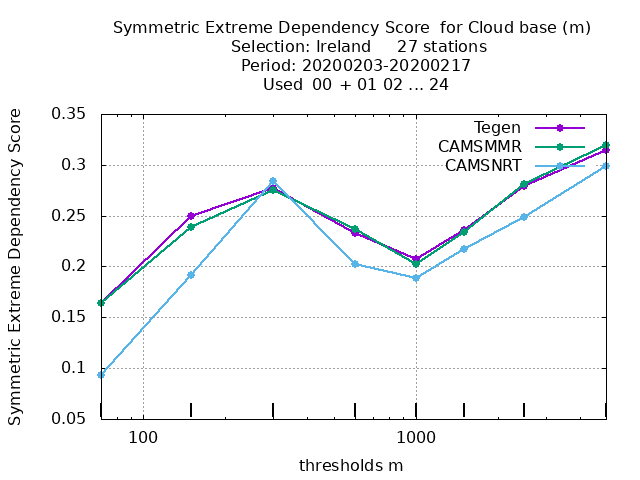 Symmetric Extreme Dependency Score for Cloud base (m)
Selection: Ireland 27 stations
Period: 20200203-20200217
Used 00 + 01 02 ... 24
Symmetric Extreme Dependency Score
0.35
0.3
0.25
0.2
0.15
0.1
0.05
Tegen
CAMSMMR
CAMSNRT
100 1000
thresholds m